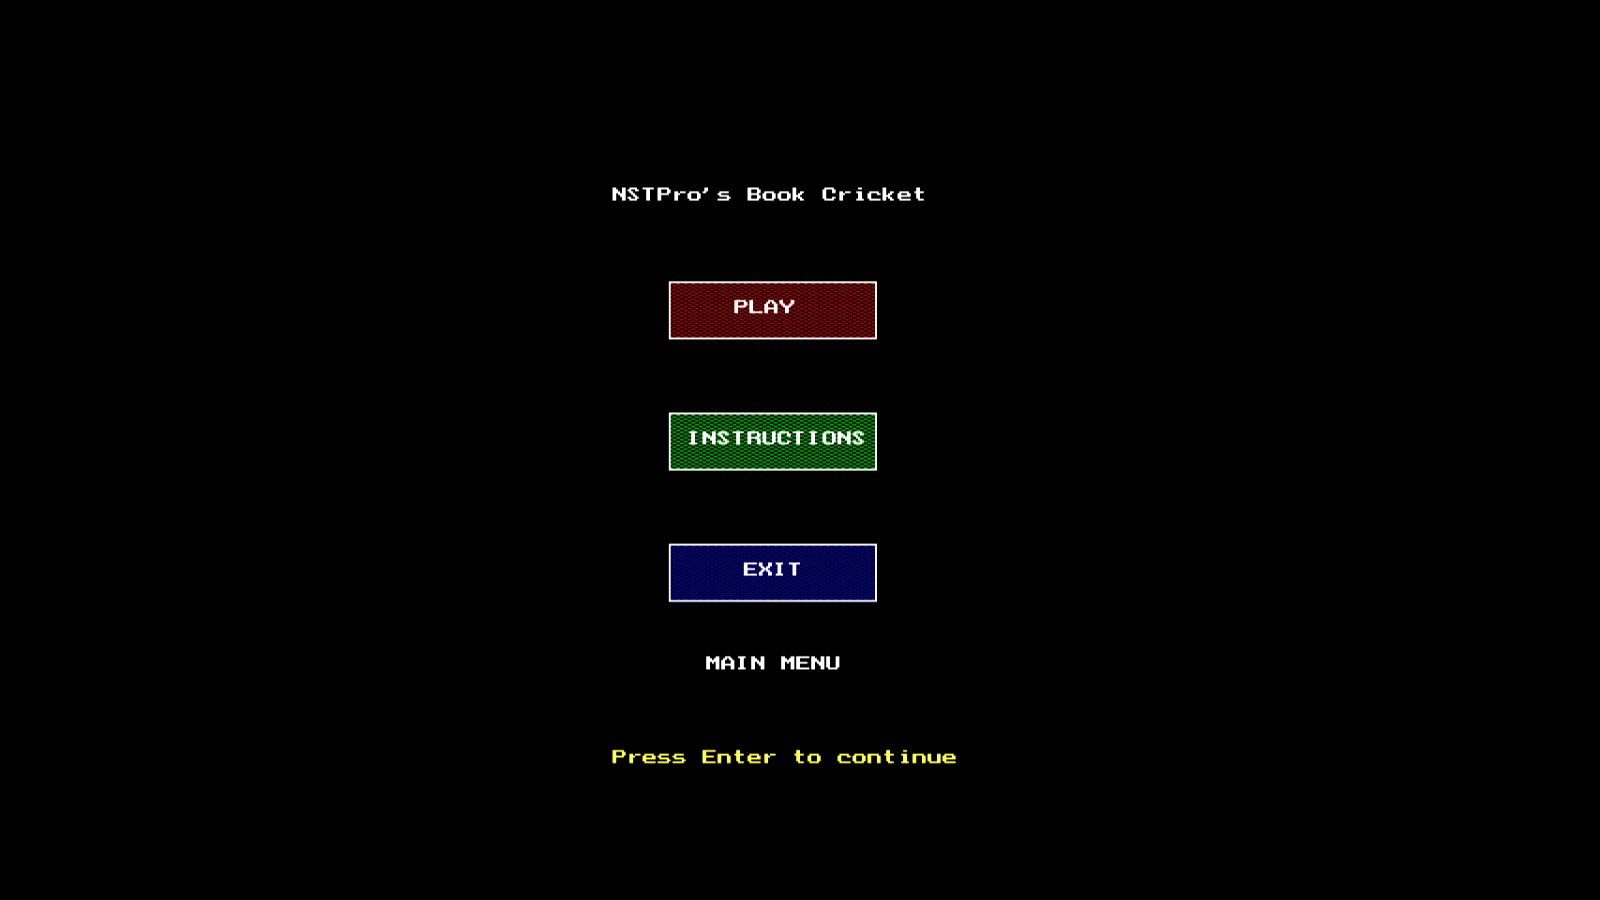 NSTPro's Book Cricket
PLAY
INSTRUCTIONS
EXIT
MAIN MENU
Press Enter to continue